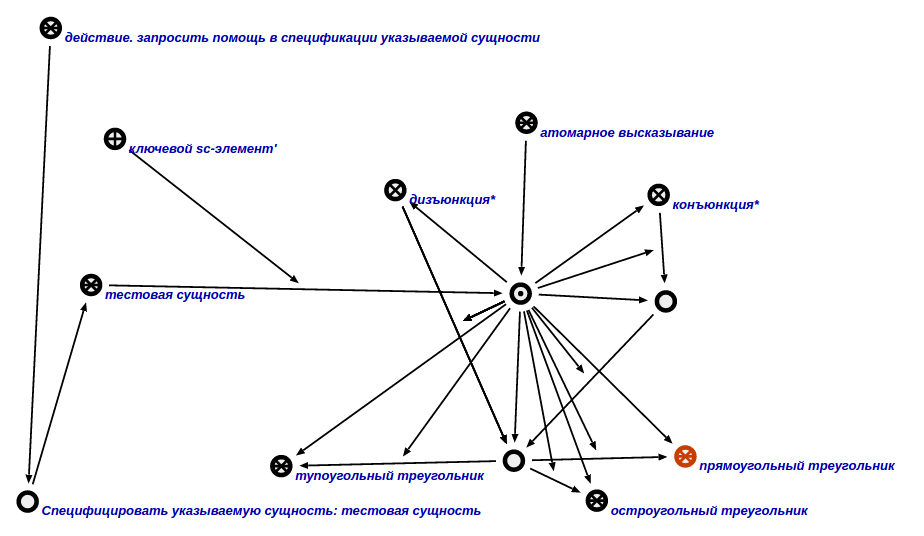 действие. запросить помощь в спецификации указываемой сущности
атомарное высказывание
ключевой sc-элемент'
дизъюнкция*
конъюнкция*
тестовая сущность
прямоугольный треугольник
тупоугольный треугольник
Специфицировать указываемую сущность: тестовая сущность
остроугольный треугольник